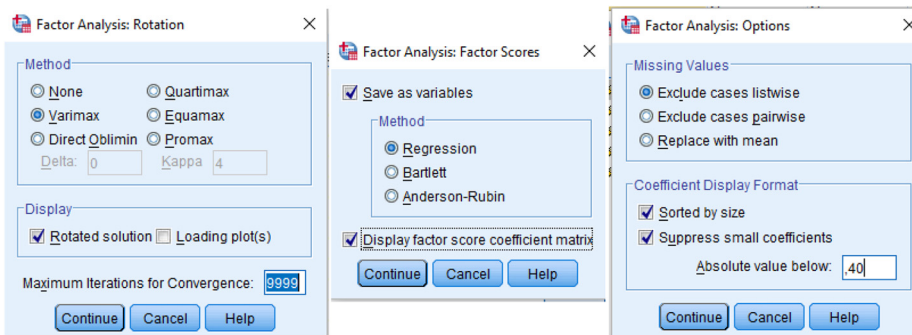 Factor Analysis: Rotation
Method
None
Quartimax
Varimax
Equamax
Direct Oblimin
Promax
Delta: 0
Kappa 4
Display
Rotated solution
Loading plot(s)
Maximum Iterations for Convergence: 9999
Continue
Cancel
Help
Factor Analysis: Factor Scores
Save as variables
Method
Regression
Bartlett
Anderson-Rubin
Display factor score coefficient matrix
Continue
Cancel
Help
Factor Analysis: Options
Missing Values
Exclude cases listwise
Exclude cases pairwise
Replace with mean
Coefficient Display Format
Sorted by size
Suppress small coefficients
Absolute value below: ,40
Continue
Cancel
Help